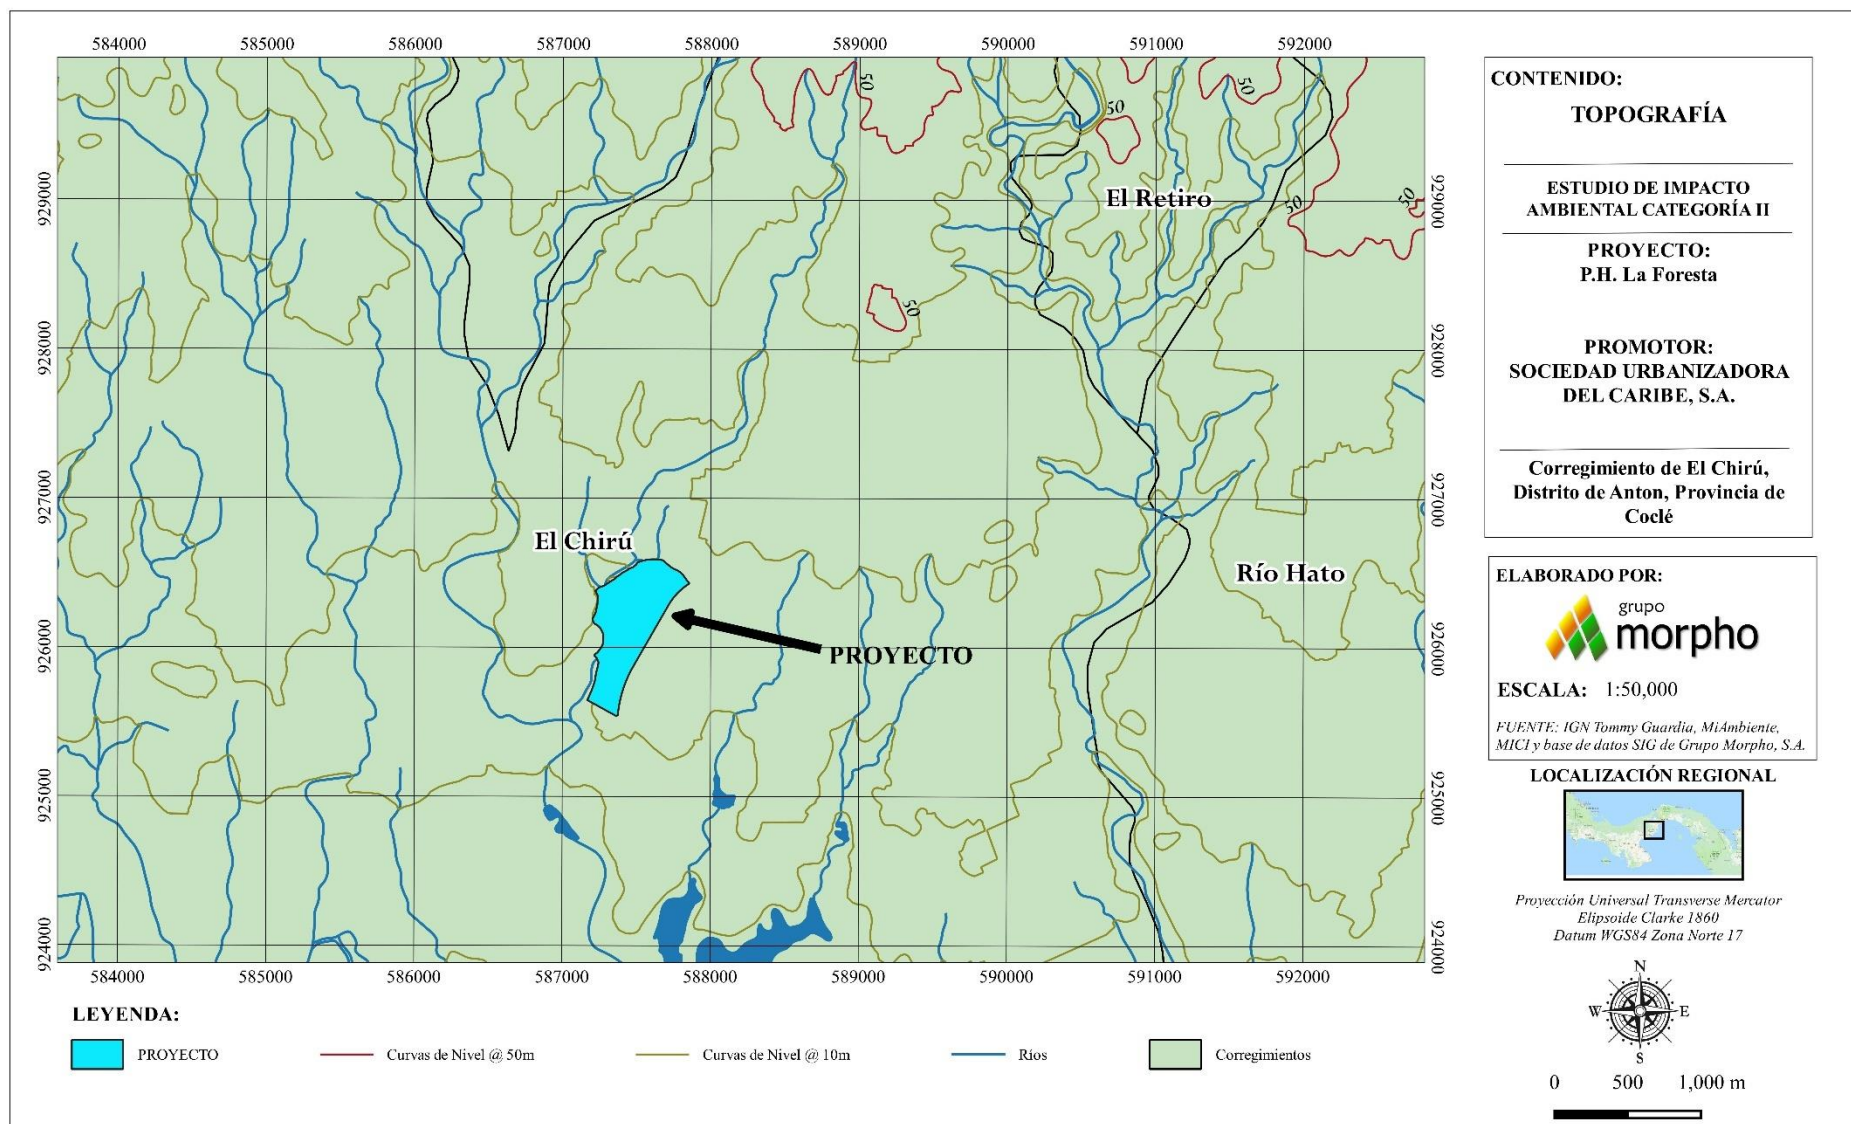 584000 585000 586000 587000 588000 589000 590000 591000 592000
929000
928000
927000
926000
925000
924000
50
50
50
50
50
50
El Retiro
El Chirú
Río Hato
PROYECTO
929000
928000
927000
926000
925000
924000
584000 585000 586000 587000 588000 589000 590000 591000 592000
LEYENDA:
PROYECTO
Curvas de Nivel @ 50m
Curvas de Nivel @ 10m
Ríos
Corregimientos
CONTENIDO:
TOPOGRAFÍA
ESTUDIO DE IMPACTO
AMBIENTAL CATEGORÍA II
PROYECTO:
P.H. La Foresta
PROMOTOR:
SOCIEDAD URBANIZADORA
DEL CARIBE, S.A.
Corregimiento de El Chirú,
Distrito de Anton, Provincia de
Coclé
ELABORADO POR:
grupo
morpho
ESCALA: 1:50,000
FUENTE: IGN Tommy Guardia, MiAmbiente,
MICI y base de datos SIG de Grupo Morpho, S.A.
LOCALIZACIÓN REGIONAL
Proyección Universal Transverse Mercator
Elipsoide Clarke 1860
Datum WGS84 Zona Norte 17
N
W E
S
0 500 1,000 m